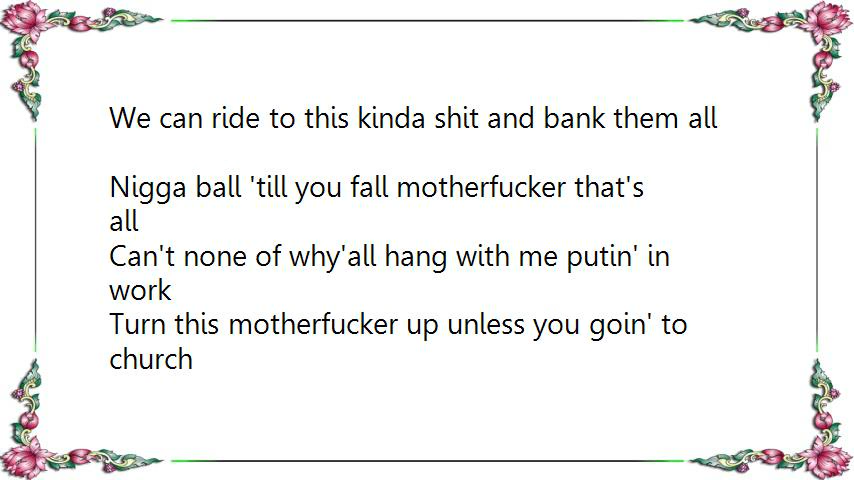 We can ride to this kinda shit and bank them all
Nigga ball 'till you fall motherfucker that's
all
Can't none of why'all hang with me putin' in
work
Turn this motherfucker up unless you goin' to
church